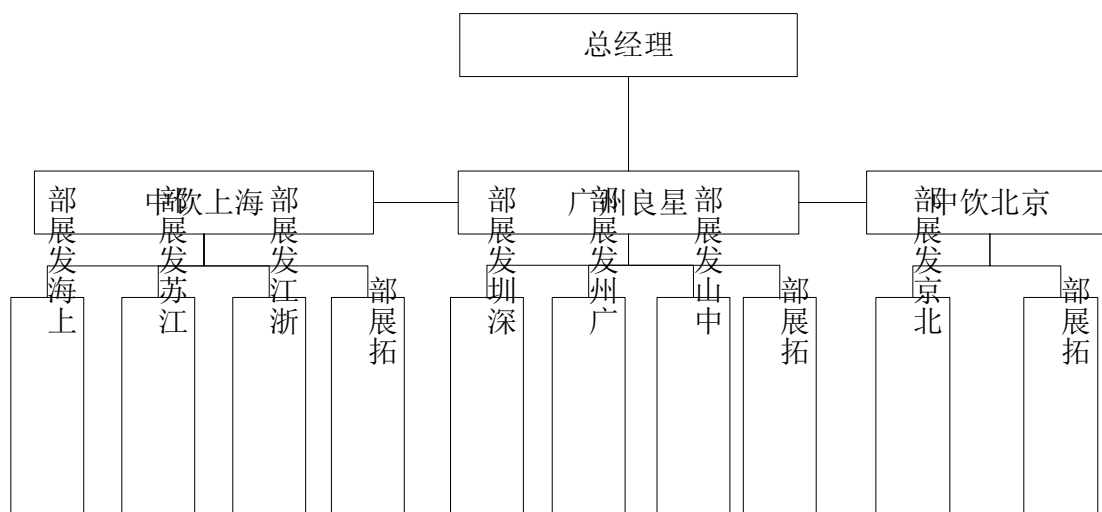 总经理
中饮上海
广州良星
中饮北京
部展发海上
部展发苏江
部展发江浙
部展拓
部展发圳深
部展发州广
部展发山中
部展拓
部展发京北
部展拓